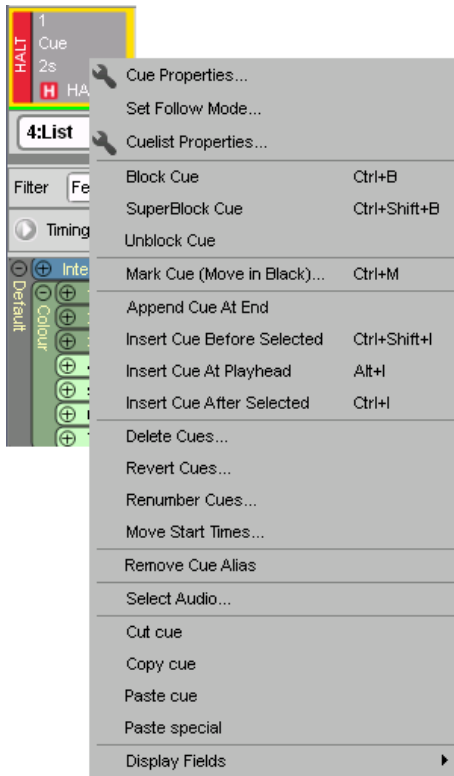 1
Cue
HALT
2s
H HA
4:List
Filter Fe
Timing
Inte
Default
Colour
Cue Properties...
Set Follow Mode...
Cuelist Properties...
Block Cue Ctrl+B
SuperBlock Cue Ctrl+Shift+B
Unblock Cue
Mark Cue (Move in Black)... Ctrl+M
Append Cue At End
Insert Cue Before Selected Ctrl+Shift+I
Insert Cue At Playhead Alt+I
Insert Cue After Selected Ctrl+I
Delete Cues...
Revert Cues...
Renumber Cues...
Move Start Times...
Remove Cue Alias
Select Audio...
Cut cue
Copy cue
Paste cue
Paste special
Display Fields